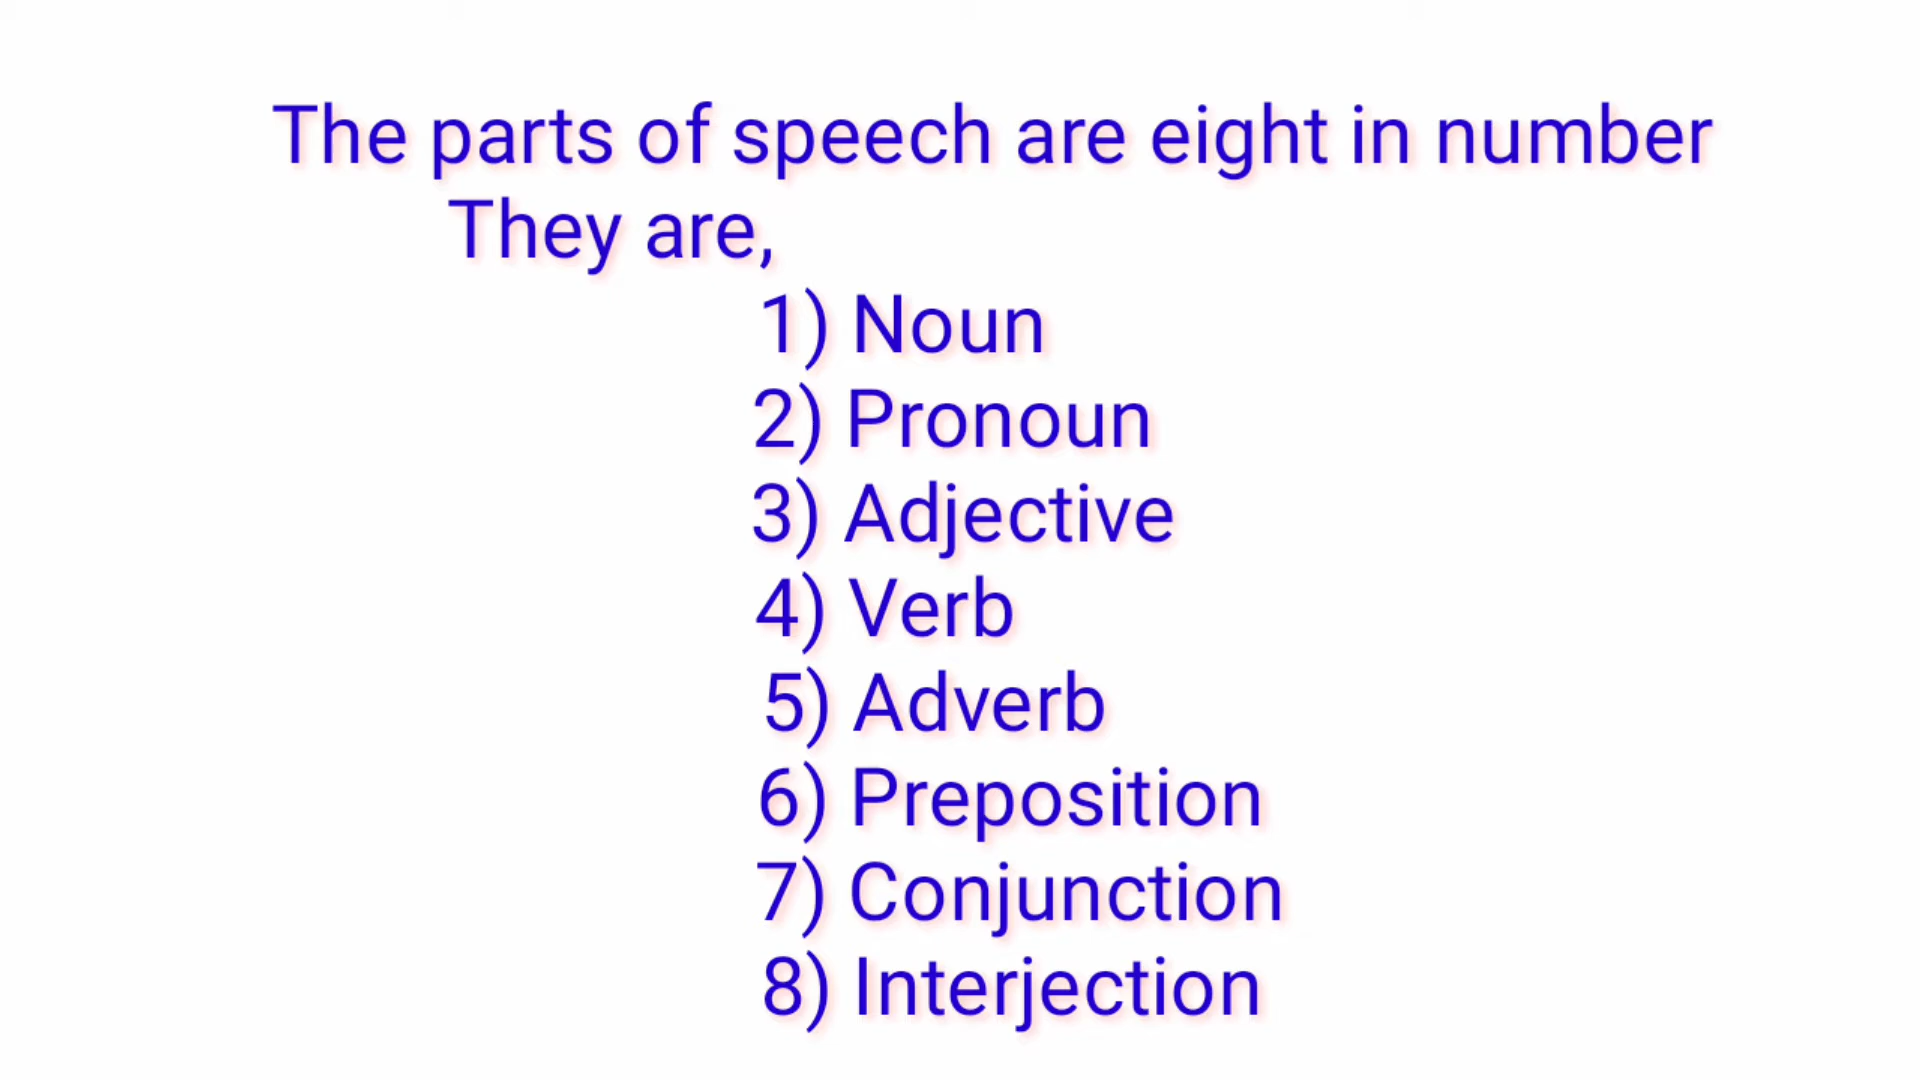 The parts of speech are eight in number
They are,
1) Noun
2) Pronoun
3) Adjective
4) Verb
5) Adverb
6) Preposition
7) Conjunction
8) Interjection